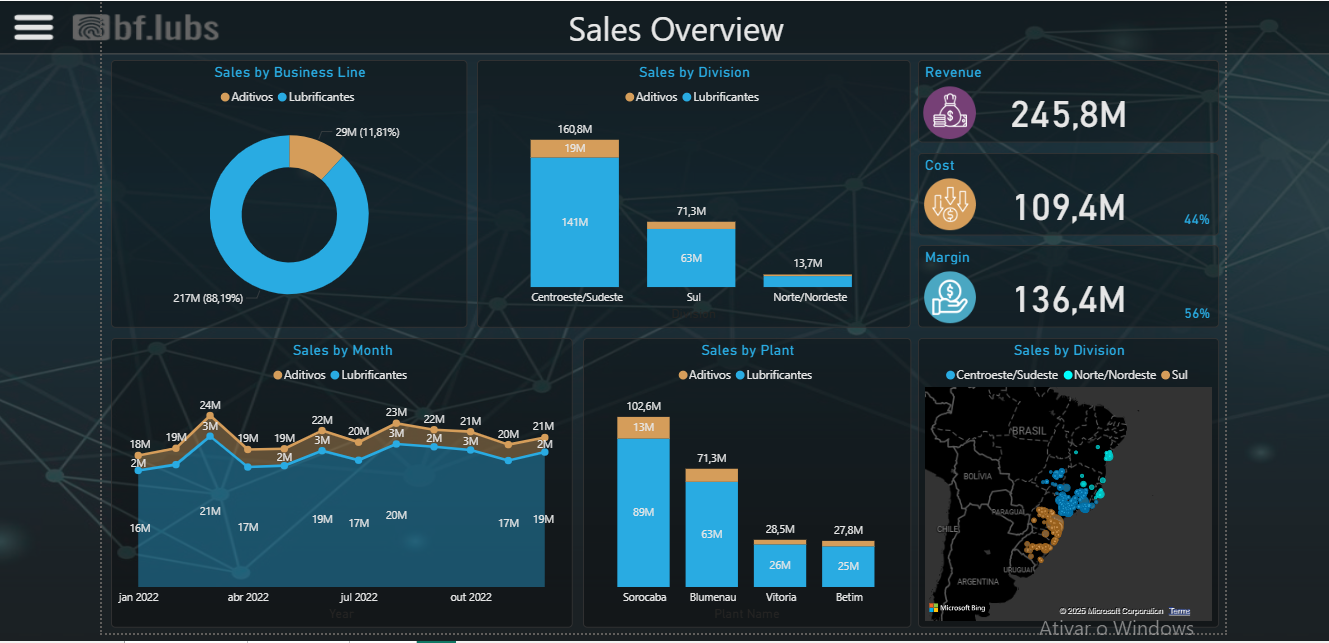 bf.lubs
Sales Overview
Sales by Business Line
Aditivos Lubrificantes
29M (11,81%)
217M (88,19%)
Sales by Division
Aditivos Lubrificantes
160,8M
19M
141M
71,3M
63M
13,7M
Centroeste/Sudeste Sul Norte/Nordeste
Revenue
245,8M
Cost
109,4M
44%
Margin
136,4M
56%
Sales by Month
Aditivos Lubrificantes
18M 19M 24M 19M 19M 22M 20M 23M 22M 21M 20M 21M
2M 3M 2M 3M 3M 2M 3M 2M
16M 21M 17M 19M 17M 20M 17M 19M
jan 2022 abr 2022 jul 2022 out 2022
Year
Sales by Plant
Aditivos Lubrificantes
102,6M
13M
89M
71,3M
63M
28,5M
26M
27,8M
25M
Sorocaba Blumenau Vitoria Betim
Plant Name
Sales by Division
Centroeste/Sudeste Norte/Nordeste Sul
BRASIL
BOLÍVIA
PARAGUAI
CHILE
URUGUAI
ARGENTINA
Microsoft Bing
© 2025 Microsoft Corporation Terms
Ativar o Windows